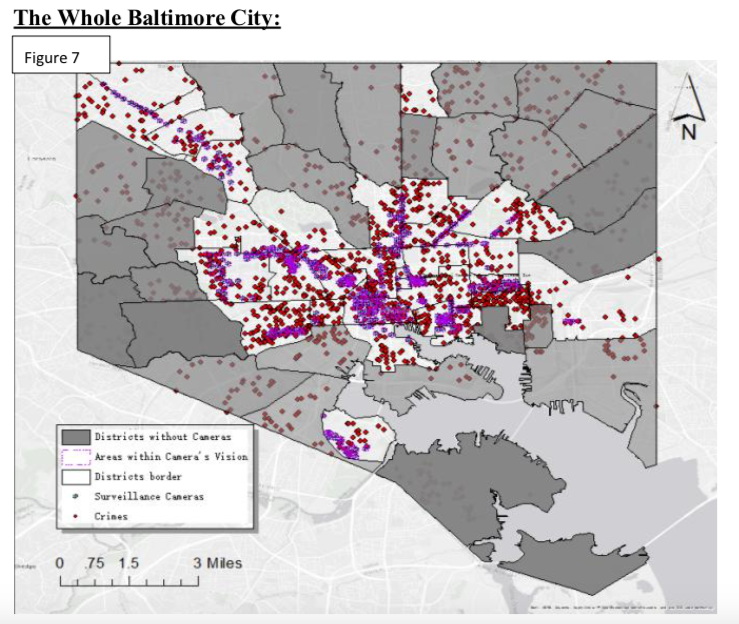 The Whole Baltimore City:
Figure 7
N
Districts without Cameras
Areas within Camera's Vision
Districts border
Surveillance Cameras
Crimes
0 .75 1.5 3 Miles